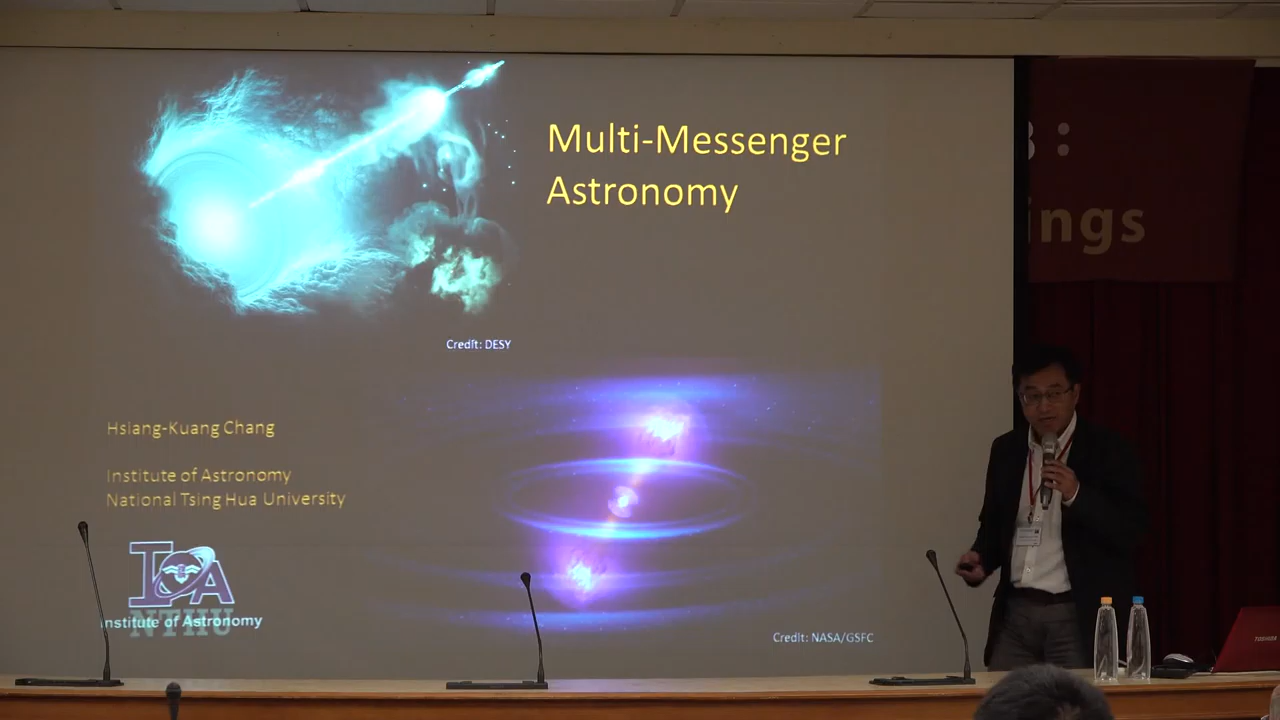 Multi-Messenger
Astronomy
Credit: DESY
Hsiang-Kuang Chang
Institute of Astronomy
National Tsing Hua University
IOA
NTHU
Institute of Astronomy
Credit: NASA/GSFC
:
ings
TOSHIBA